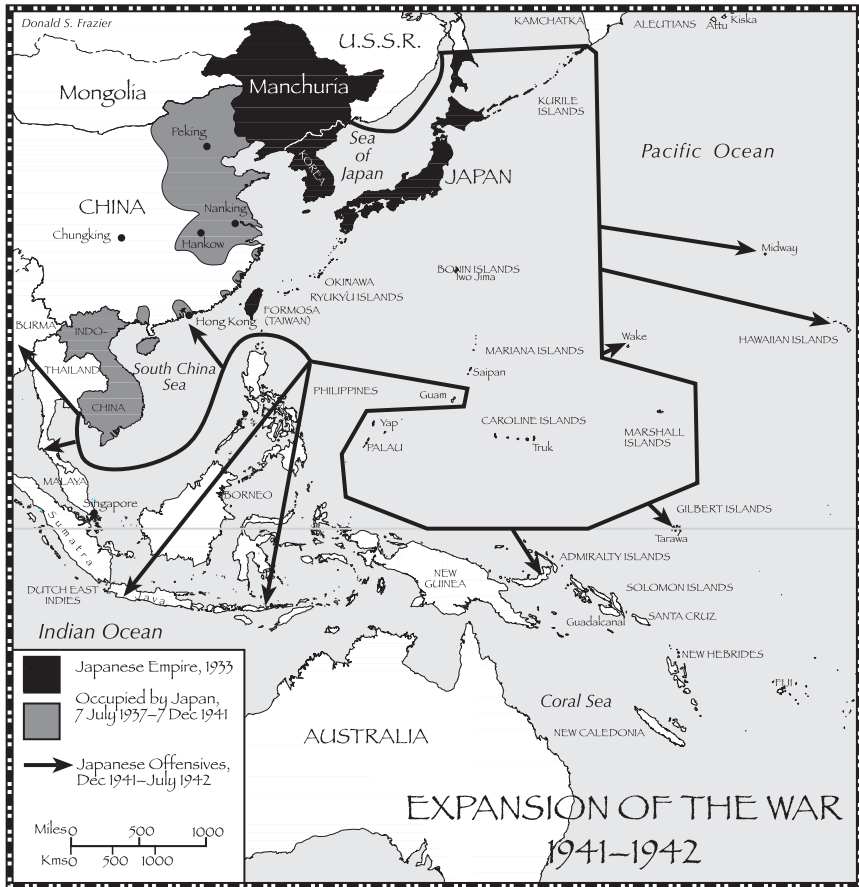 Donald S. Frazier
KAMCHATKA
ALEUTIANS
Attu
Kiska
U.S.S.R.
Mongolia
Manchuria
KURILE
ISLANDS
Peking
Sea
of
Japan
KOREA
JAPAN
Pacific Ocean
CHINA
Nanking
Chungking
Hankow
Midway
BONIN ISLANDS
Iwo Jima
OKINAWA
RYUKYU ISLANDS
FORMOSA
(TAIWAN)
Hong Kong
BURMA
INDO-
HAWAIIAN ISLANDS
Wake
MARIANA ISLANDS
Saipan
THAILAND
South China
Sea
PHILIPPINES
Guam
CHINA
Yap
PALAU
CAROLINE ISLANDS
Truk
MARSHALL
ISLANDS
MALAYA
BORNEO
Singapore
GILBERT ISLANDS
Tarawa
Sumatra
ADMIRALTY ISLANDS
NEW
GUINEA
DUTCH EAST
INDIES
Java
SOLOMON ISLANDS
Guadalcanal
SANTA CRUZ
Indian Ocean
NEW HEBRIDES
FIJI
Coral Sea
NEW CALEDONIA
AUSTRALIA
Japanese Empire, 1933
Occupied by Japan,
7 July 1937–7 Dec 1941
Japanese Offensives,
Dec 1941–July 1942
Miles 0 500 1000
Kms 0 500 1000
EXPANSION OF THE WAR
1941–1942